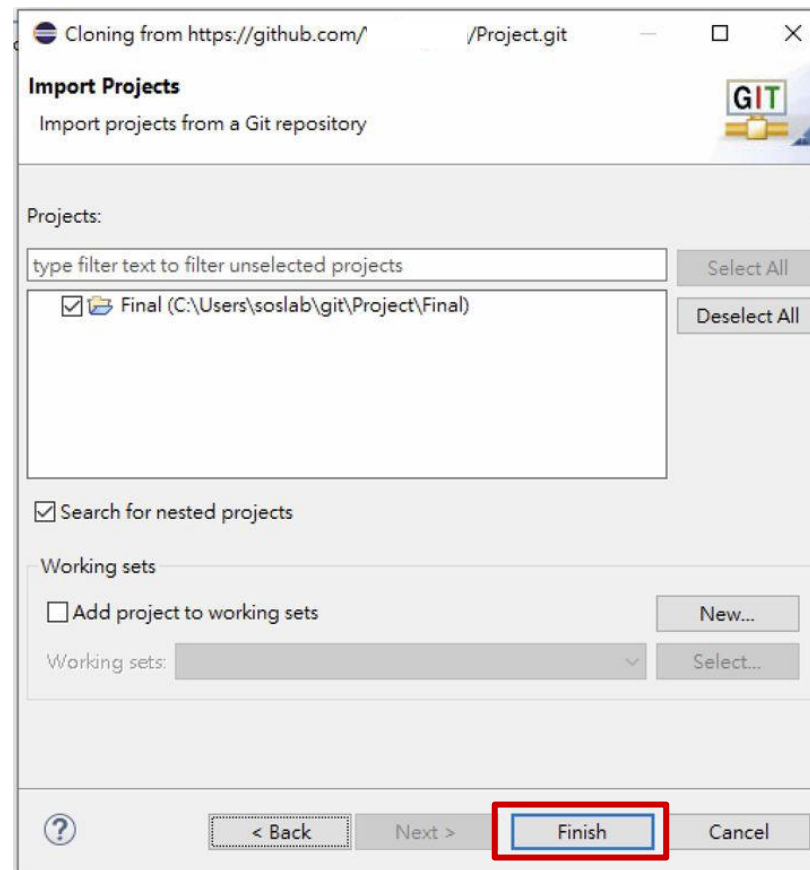 Cloning from https://github.com/ /Project.git
Import Projects
Import projects from a Git repository
GIT
Projects:
type filter text to filter unselected projects
Select All
Final (C:\Users\soslab\git\Project\Final)
Deselect All
Search for nested projects
Working sets
Add project to working sets
New...
Working sets:
Select...
?
< Back
Next >
Finish
Cancel